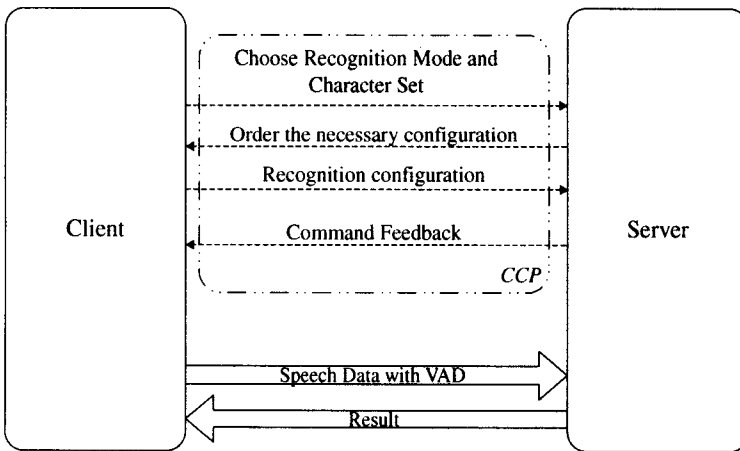 Choose Recognition Mode and
Character Set
Order the necessary configuration
Recognition configuration
Client
Command Feedback
Server
CCP
Speech Data with VAD
Result